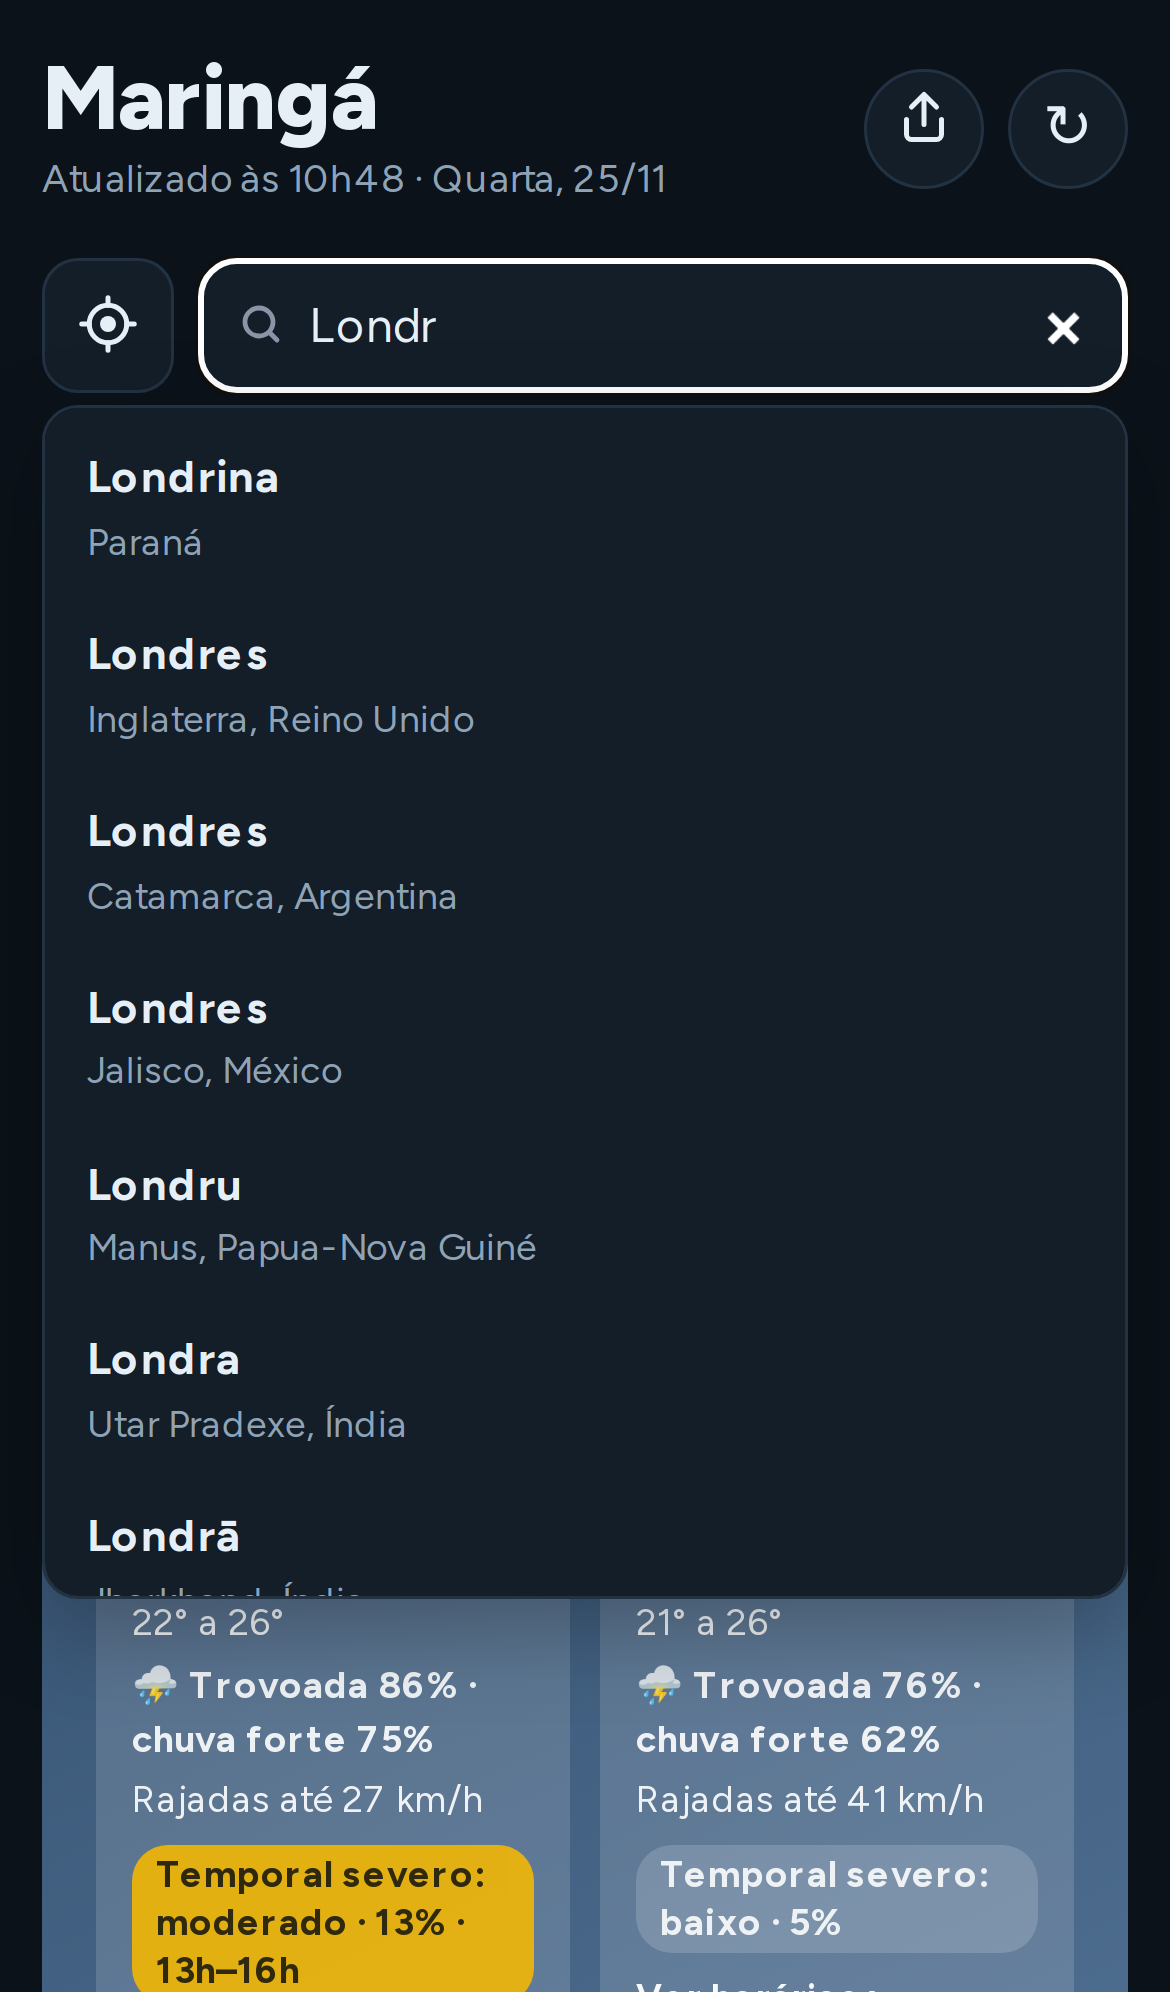 Maringá
Atualizado às 10h48 · Quarta, 25/11
Londr
Londrina
Paraná
Londres
Inglaterra, Reino Unido
Londres
Catamarca, Argentina
Londres
Jalisco, México
Londru
Manus, Papua-Nova Guiné
Londra
Utar Pradexe, Índia
Londrā
Jharkhand, Índia
22° a 26°
Trovoada 86% ·
chuva forte 75%
Rajadas até 27 km/h
Temporal severo:
moderado · 13% ·
13h–16h
21° a 26°
Trovoada 76% ·
chuva forte 62%
Rajadas até 41 km/h
Temporal severo:
baixo · 5%